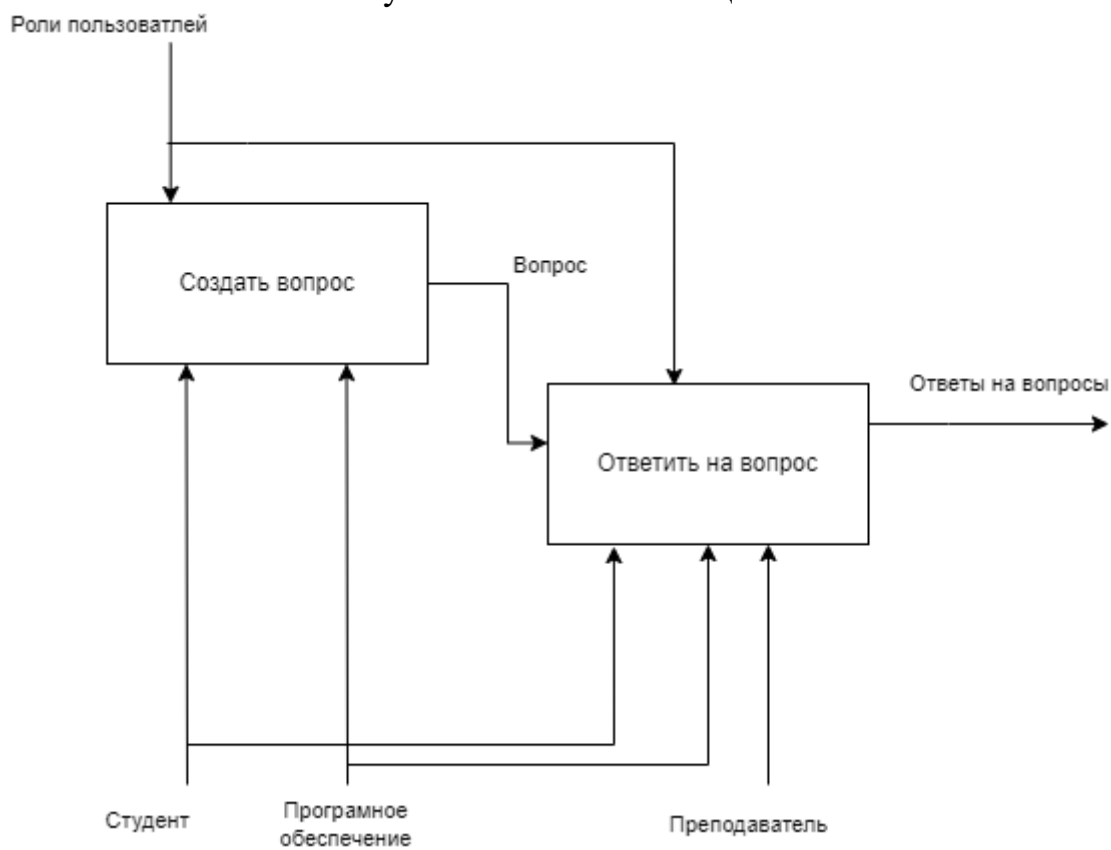 Роли пользоватлей
Создать вопрос
Вопрос
Ответить на вопрос
Ответы на вопросы
Студент
Програмное
обеспечение
Преподаватель